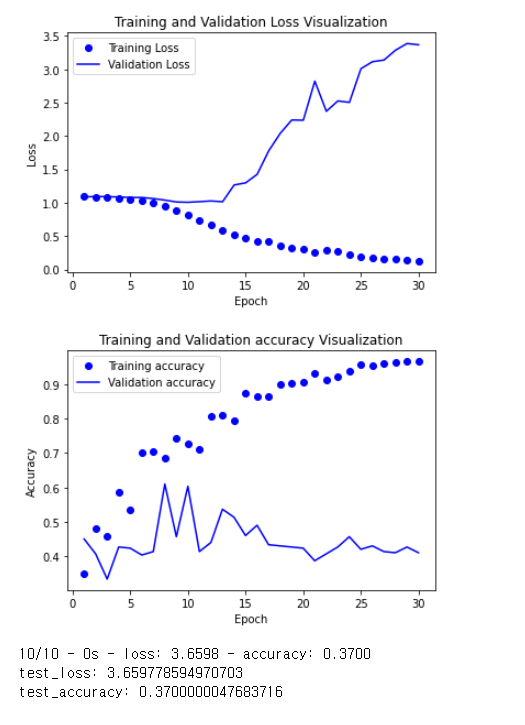 Training and Validation Loss Visualization
3.5
3.0
2.5
2.0
1.5
1.0
0.5
0.0
Loss
Training Loss
Validation Loss
0 5 10 15 20 25 30
Epoch
Training and Validation accuracy Visualization
0.9
0.8
0.7
0.6
0.5
0.4
Accuracy
Training accuracy
Validation accuracy
0 5 10 15 20 25 30
Epoch
10/10 - 0s - loss: 3.6598 - accuracy: 0.3700
test_loss: 3.659778594970703
test_accuracy: 0.3700000047683716